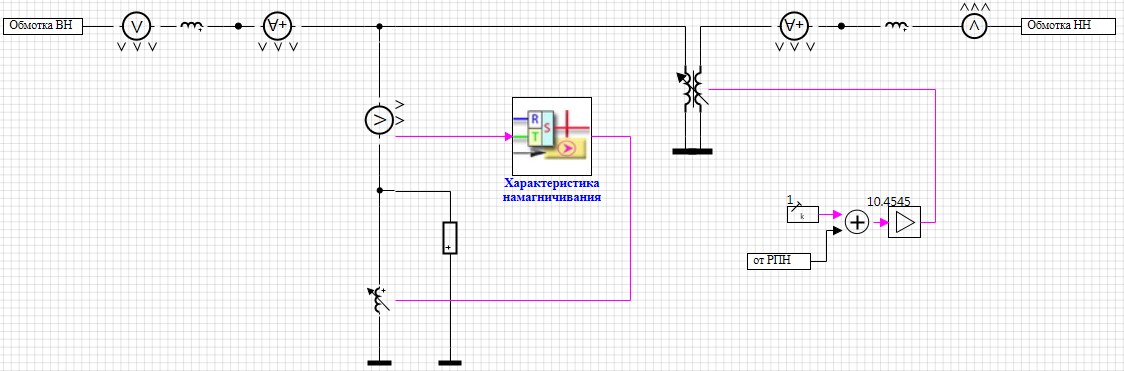 Обмотка ВН
Обмотка НН
V
A+
A+
V
V
R
T
S
Характеристика
намагничивания
1
k
10.4545
от РПН